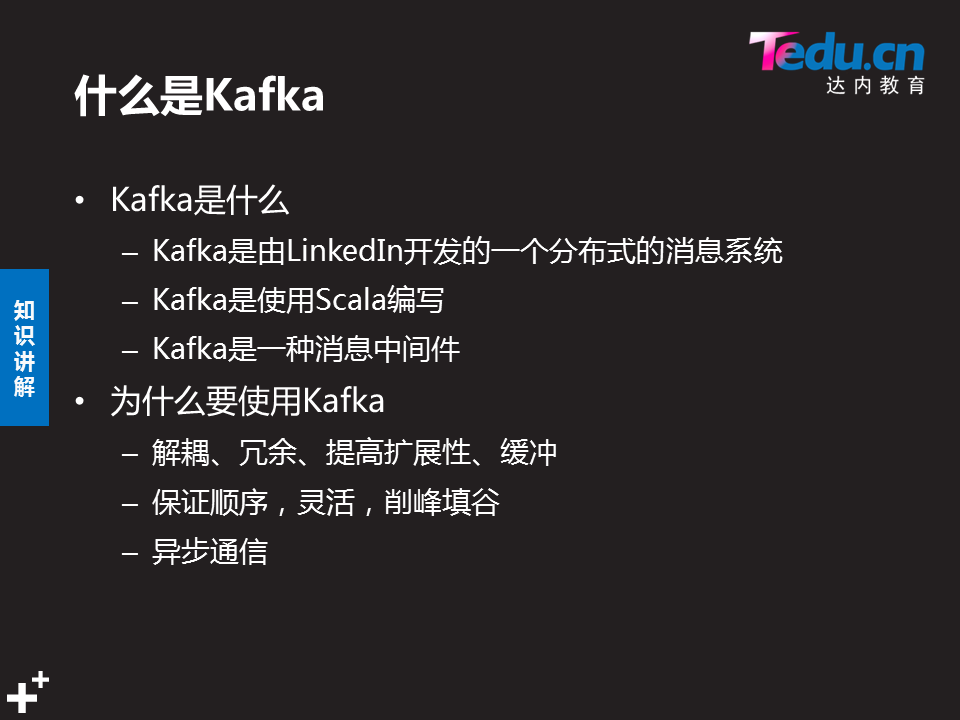 Tedu.cn
达内教育
什么是Kafka
• Kafka是什么
– Kafka是由LinkedIn开发的一个分布式的消息系统
– Kafka是使用Scala编写
– Kafka是一种消息中间件
• 为什么要使用Kafka
– 解耦、冗余、提高扩展性、缓冲
– 保证顺序，灵活，削峰填谷
– 异步通信
知识讲解